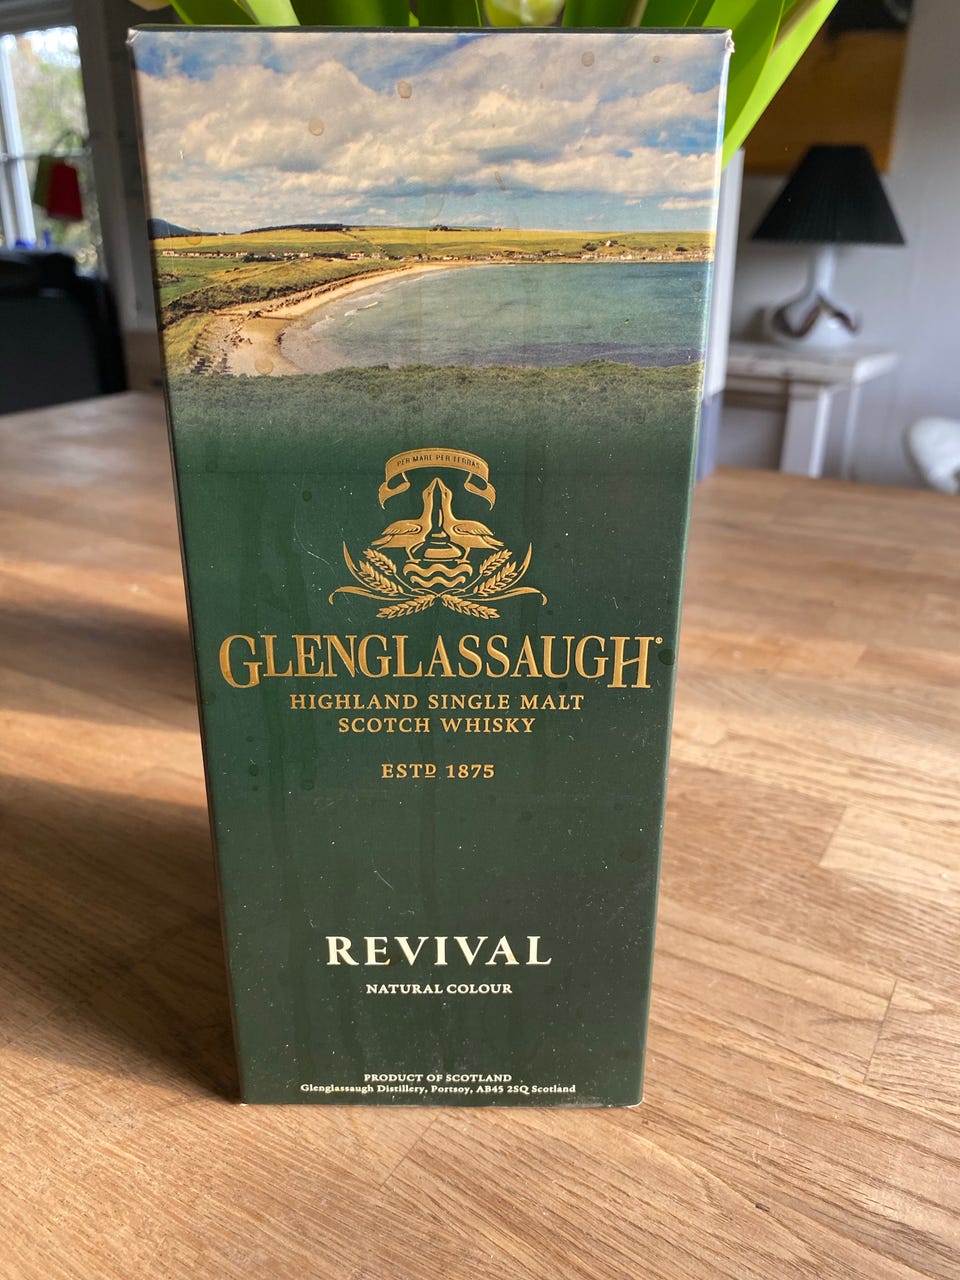 PER MARE PER TERRAS
GLENGLASSAUGH®
HIGHLAND SINGLE MALT
SCOTCH WHISKY
ESTD 1875
REVIVAL
NATURAL COLOUR
PRODUCT OF SCOTLAND
Glenglassaugh Distillery, Portsoy, AB45 2SQ Scotland